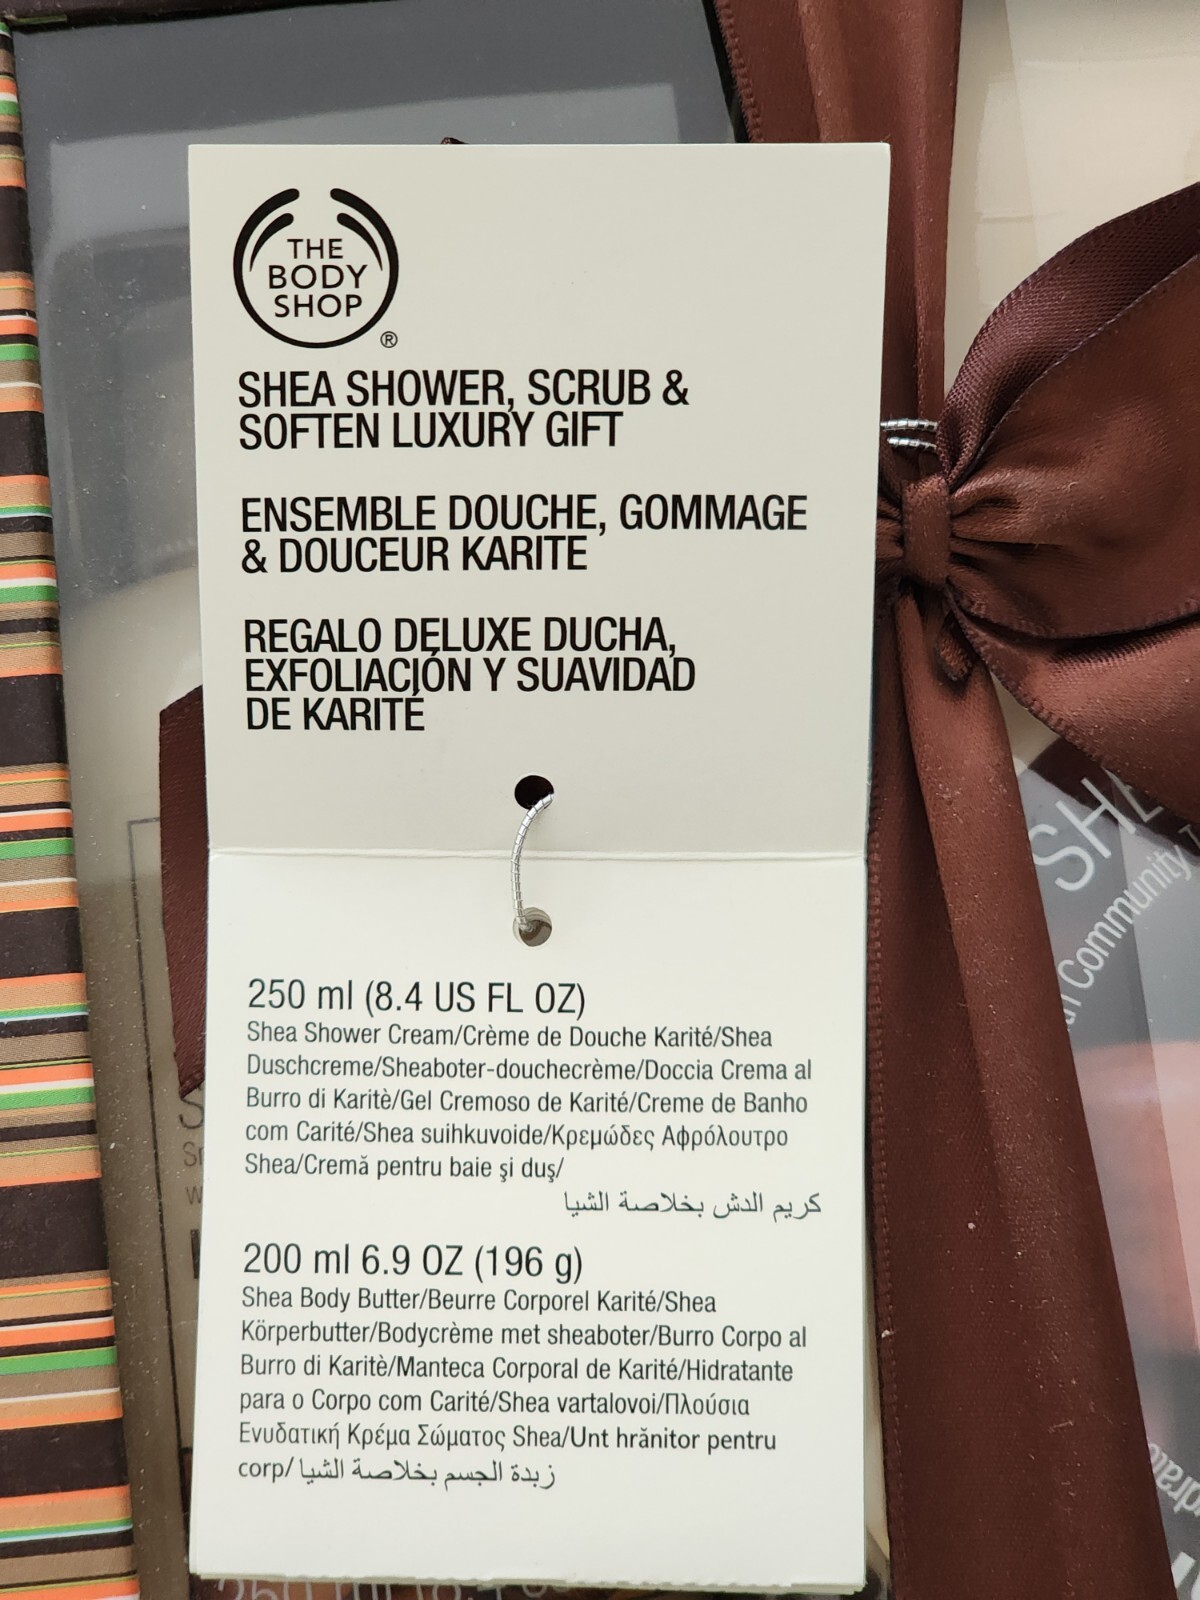 THE
BODY
SHOP
®
SHEA SHOWER, SCRUB &
SOFTEN LUXURY GIFT
ENSEMBLE DOUCHE, GOMMAGE
& DOUCEUR KARITE
REGALO DELUXE DUCHA,
EXFOLIACIÓN Y SUAVIDAD
DE KARITÉ
250 ml (8.4 US FL OZ)
Shea Shower Cream/Crème de Douche Karité/Shea
Duschcreme/Sheaboter-douchecrème/Doccia Crema al
Burro di Karitè/Gel Cremoso de Karité/Creme de Banho
com Carité/Shea suihkuvoide/Κρεμώδες Αφρόλουτρο
Shea/Cremă pentru baie şi duş/
كريم الدش بخلاصة الشيا
200 ml 6.9 OZ (196 g)
Shea Body Butter/Beurre Corporel Karité/Shea
Körperbutter/Bodycrème met sheaboter/Burro Corpo al
Burro di Karitè/Manteca Corporal de Karité/Hidratante
para o Corpo com Carité/Shea vartalovoi/Πλούσια
Ενυδατική Κρέμα Σώματος Shea/Unt hrănitor pentru
corp/زبدة الجسم بخلاصة الشيا
Community